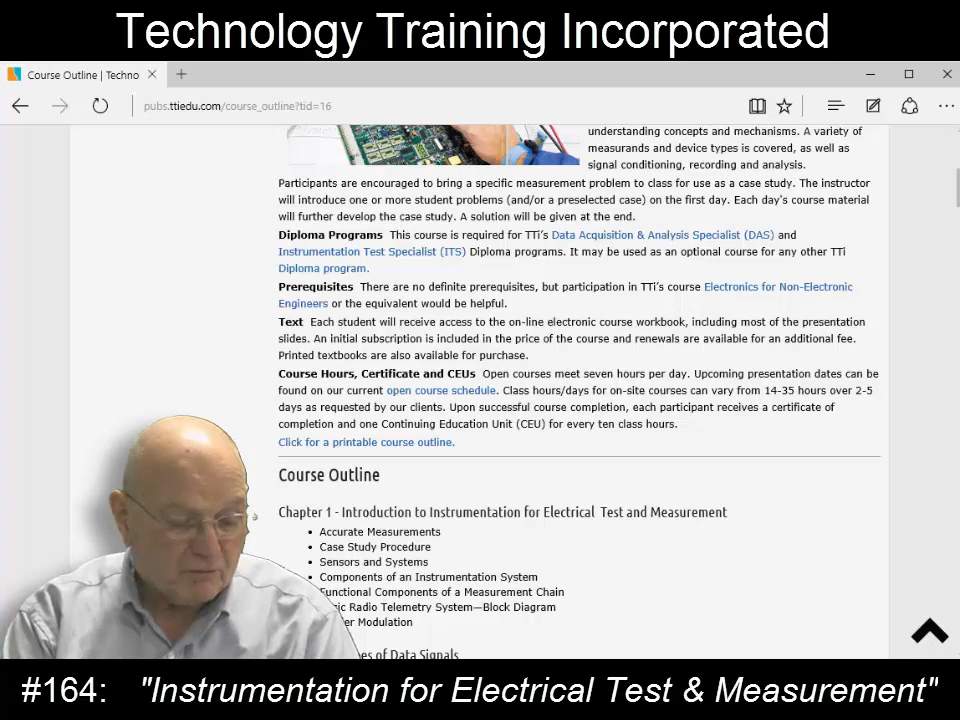 Technology Training Incorporated
Course Outline | Techno
pubs.ttiedu.com/course_outline?tid=16
understanding concepts and mechanisms. A variety of
measurands and device types is covered, as well as
signal conditioning, recording and analysis.
Participants are encouraged to bring a specific measurement problem to class for use as a case study. The instructor
will introduce one or more student problems (and/or a preselected case) on the first day. Each day's course material
will further develop the case study. A solution will be given at the end.
Diploma Programs This course is required for TTi's Data Acquisition & Analysis Specialist (DAS) and
Instrumentation Test Specialist (ITS) Diploma programs. It may be used as an optional course for any other TTi
Diploma program.
Prerequisites There are no definite prerequisites, but participation in TTi's course Electronics for Non-Electronic
Engineers or the equivalent would be helpful.
Text Each student will receive access to the on-line electronic course workbook, including most of the presentation
slides. An initial subscription is included in the price of the course and renewals are available for an additional fee.
Printed textbooks are also available for purchase.
Course Hours, Certificate and CEUs Open courses meet seven hours per day. Upcoming presentation dates can be
found on our current open course schedule. Class hours/days for on-site courses can vary from 14-35 hours over 2-5
days as requested by our clients. Upon successful course completion, each participant receives a certificate of
completion and one Continuing Education Unit (CEU) for every ten class hours.
Click for a printable course outline.
Course Outline
Chapter 1 - Introduction to Instrumentation for Electrical Test and Measurement
• Accurate Measurements
• Case Study Procedure
• Sensors and Systems
• Components of an Instrumentation System
Functional Components of a Measurement Chain
Radio Telemetry System—Block Diagram
Modulation
of Data Signals
#164: "Instrumentation for Electrical Test & Measurement"